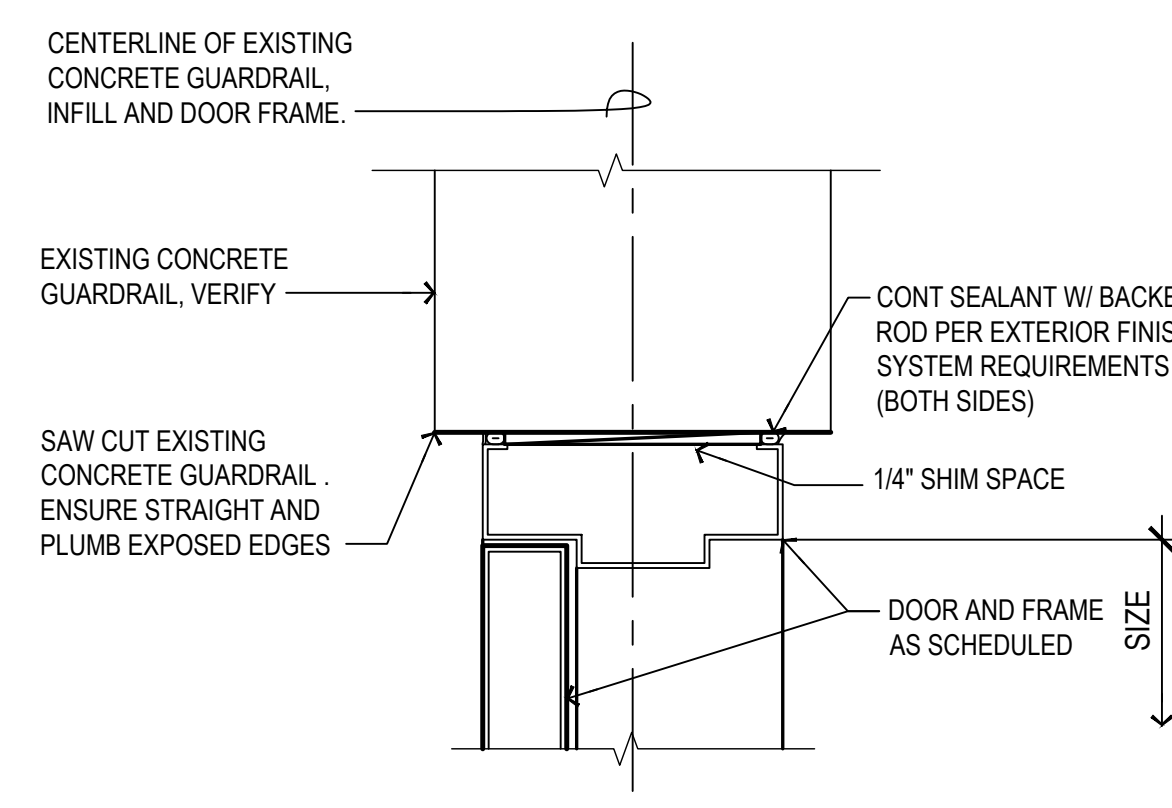 CENTERLINE OF EXISTING
CONCRETE GUARDRAIL,
INFILL AND DOOR FRAME.
EXISTING CONCRETE
GUARDRAIL, VERIFY
CONT SEALANT W/
ROD PER EXTERIOR
SYSTEM REQUIREMENTS
(BOTH SIDES)
SAW CUT EXISTING
CONCRETE GUARDRAIL .
ENSURE STRAIGHT AND
PLUMB EXPOSED EDGES
1/4" SHIM SPACE
DOOR AND FRAME
AS SCHEDULED
SIZE